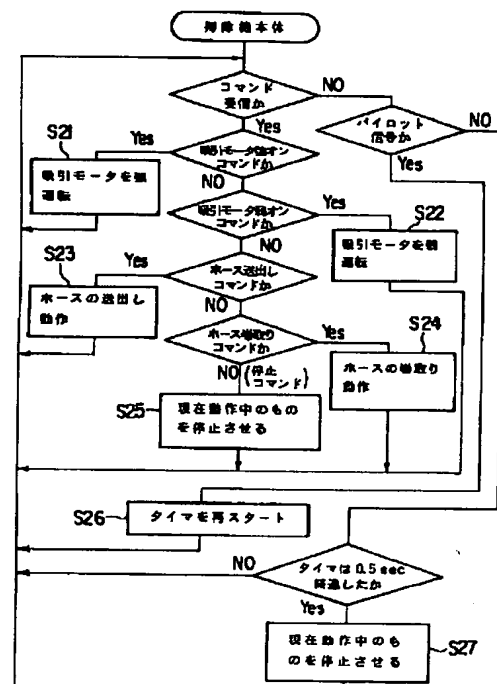 掃除機本体
コマンド
受信か
NO
Yes
パイロット
信号か
NO
Yes
S21
Yes
吸引モータ強オン
コマンドか
NO
吸引モータを強
運転
吸引モータ弱オン
コマンドか
Yes
S22
NO
吸引モータを弱
運転
S23
Yes
ホース送出し
コマンドか
NO
ホースの送出し
動作
ホース巻取り
コマンドか
Yes
S24
NO
(停止
コマンド)
ホースの巻取り
動作
S25
現在動作中のもの
を停止させる
S26
タイマを再スタート
NO
タイマは0.5sec
経過したか
Yes
現在動作中のも
のを停止させる
S27